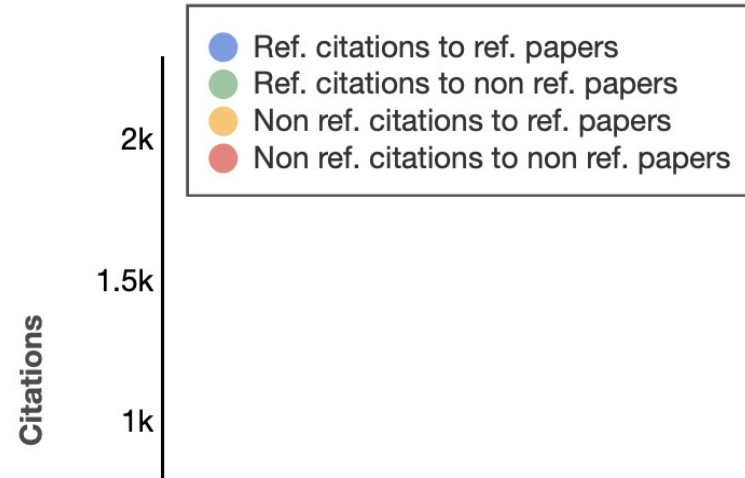 Ref. citations to ref. papers
Ref. citations to non ref. papers
Non ref. citations to ref. papers
Non ref. citations to non ref. papers
2k
1.5k
1k
Citations